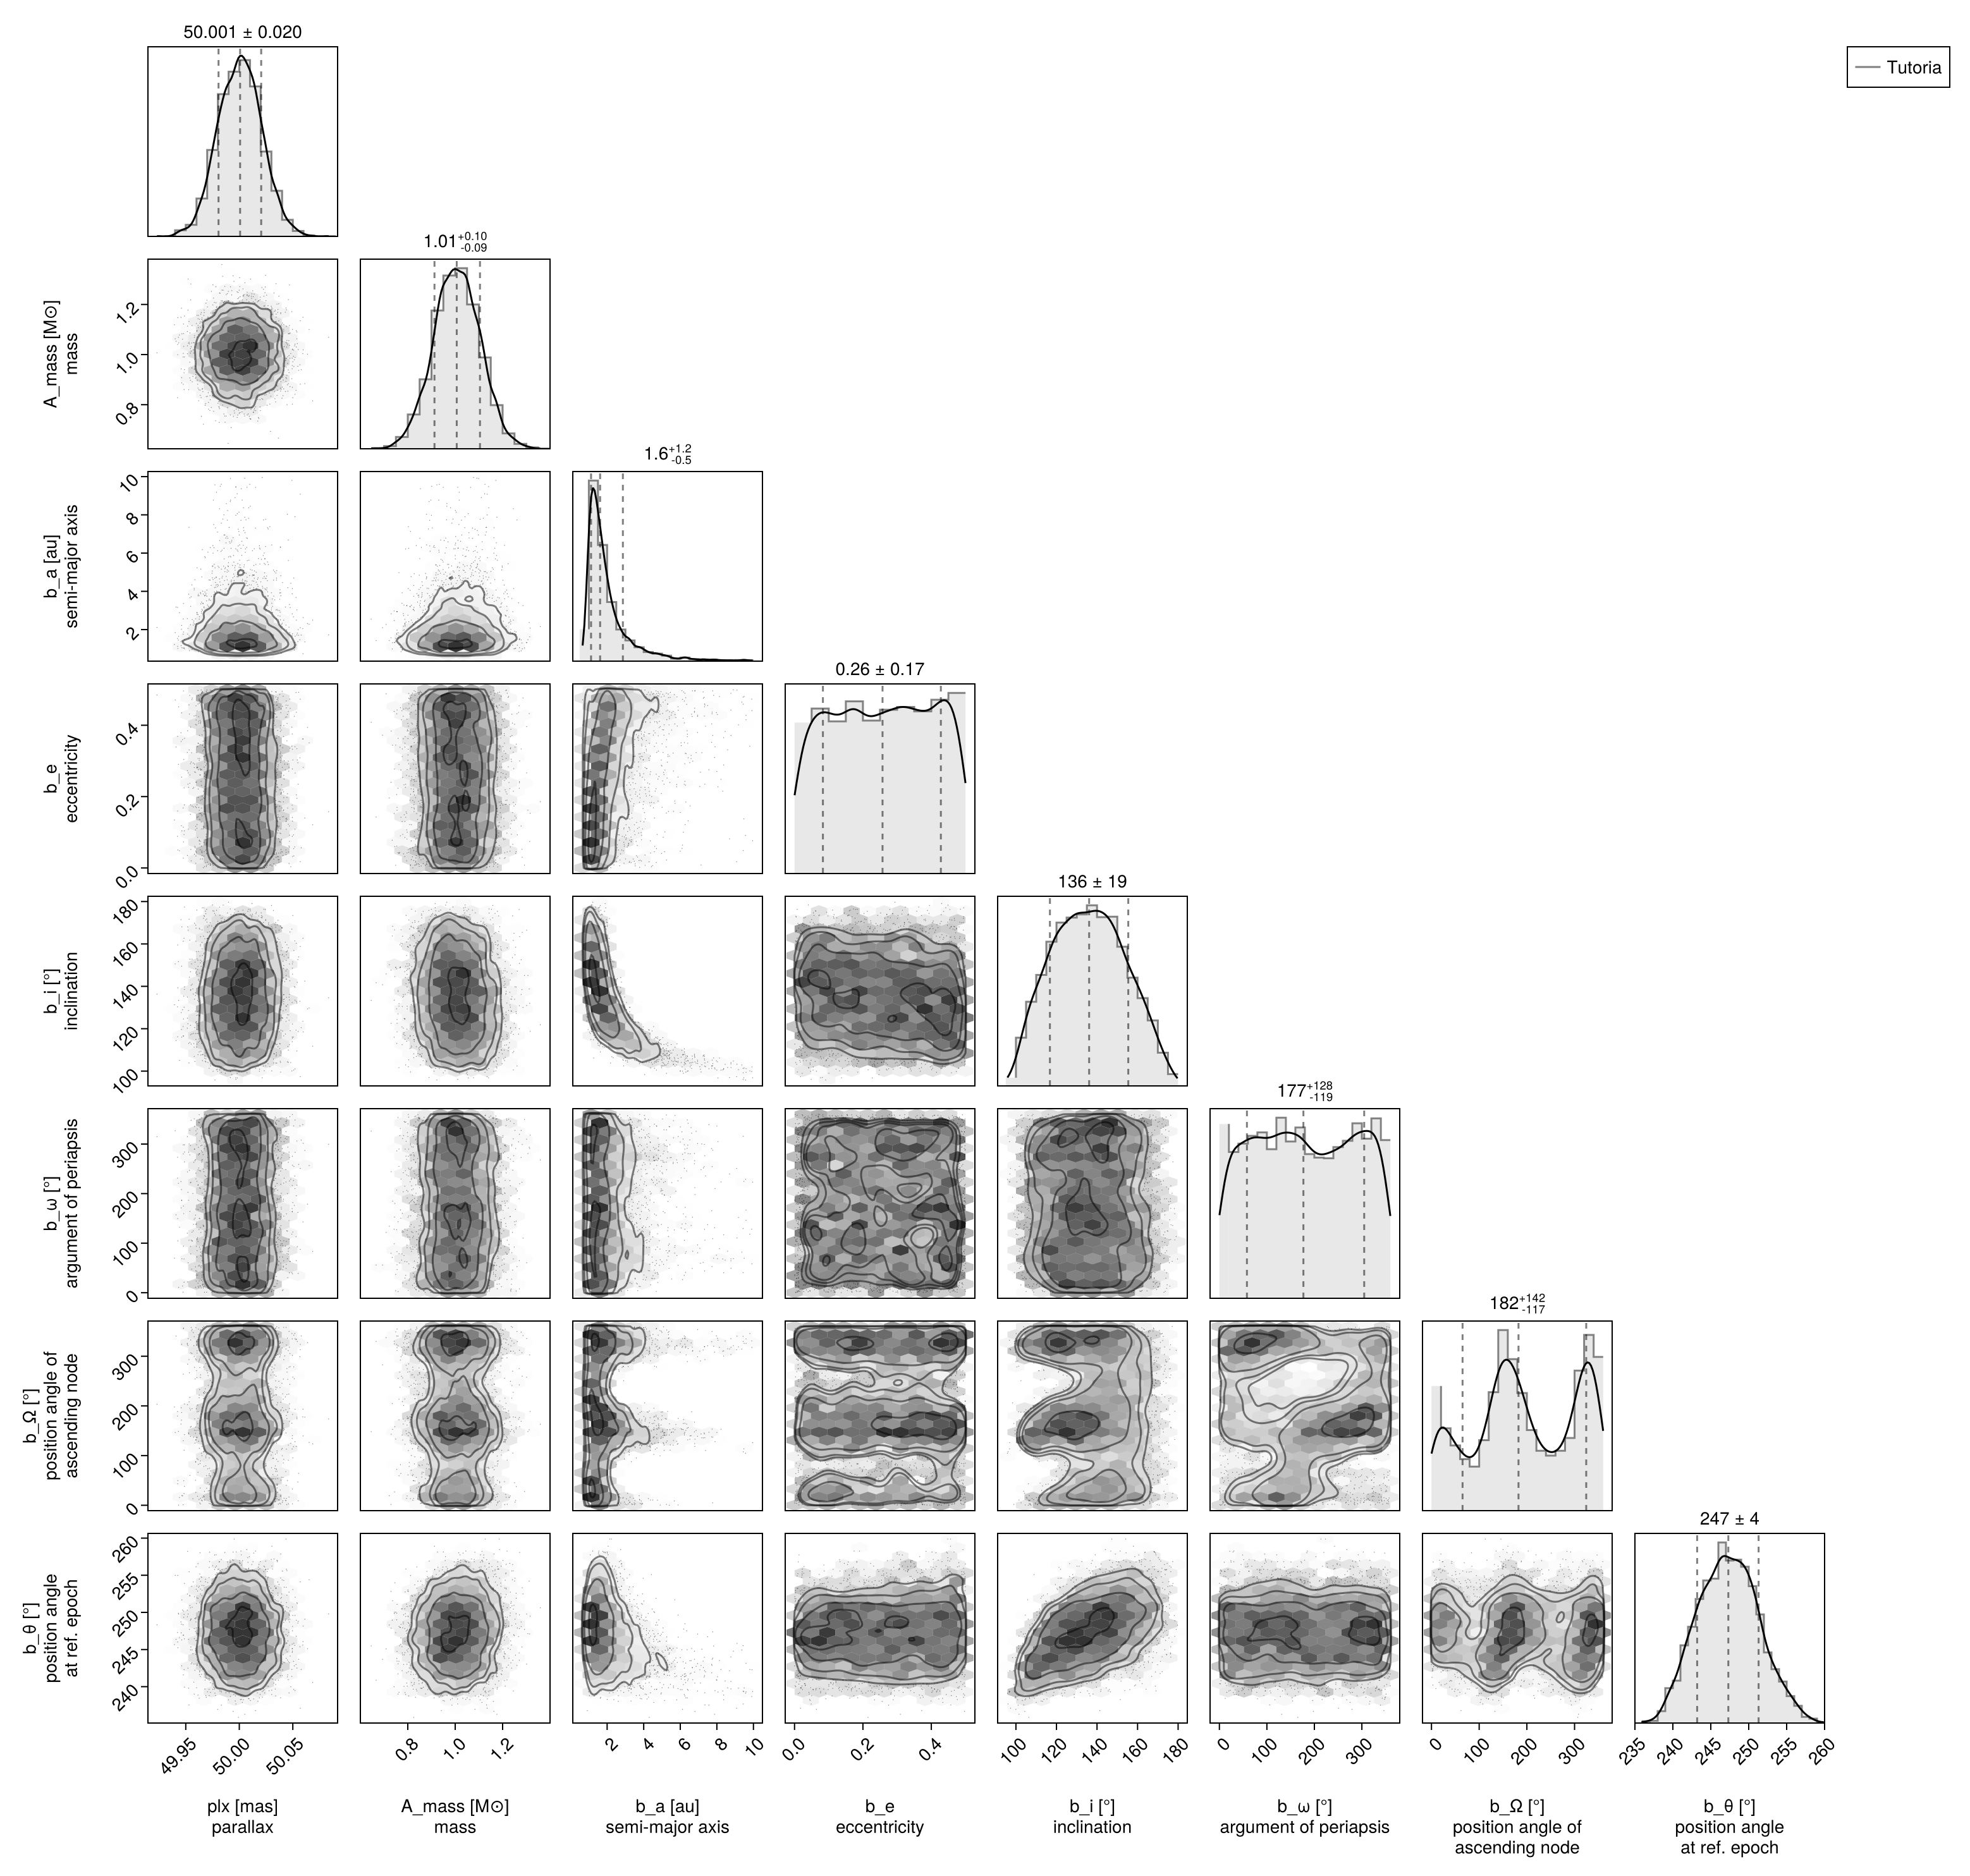 50.001 ± 0.020
Tutoria
1.01+0.10
-0.09
A_mass [M⊙]
mass
1.2
1.0
0.8
1.6+1.2
-0.5
b_a [au]
semi-major axis
10
8
6
4
2
0.26 ± 0.17
b_e
eccentricity
0.4
0.2
0.0
136 ± 19
b_i [°]
inclination
180
160
140
120
100
177+128
-119
b_ω [°]
argument of periapsis
300
200
100
0
182+142
-117
b_Ω [°]
position angle of
ascending node
300
200
100
0
247 ± 4
b_θ [°]
position angle
at ref. epoch
260
255
250
245
240
49.95 50.00 50.05
0.8 1.0 1.2
2 4 6 8 10
0.0 0.2 0.4
100 120 140 160 180
0 100 200 300
0 100 200 300
235 240 245 250 255 260
plx [mas]
parallax
A_mass [M⊙]
mass
b_a [au]
semi-major axis
b_e
eccentricity
b_i [°]
inclination
b_ω [°]
argument of periapsis
b_Ω [°]
position angle of
ascending node
b_θ [°]
position angle
at ref. epoch